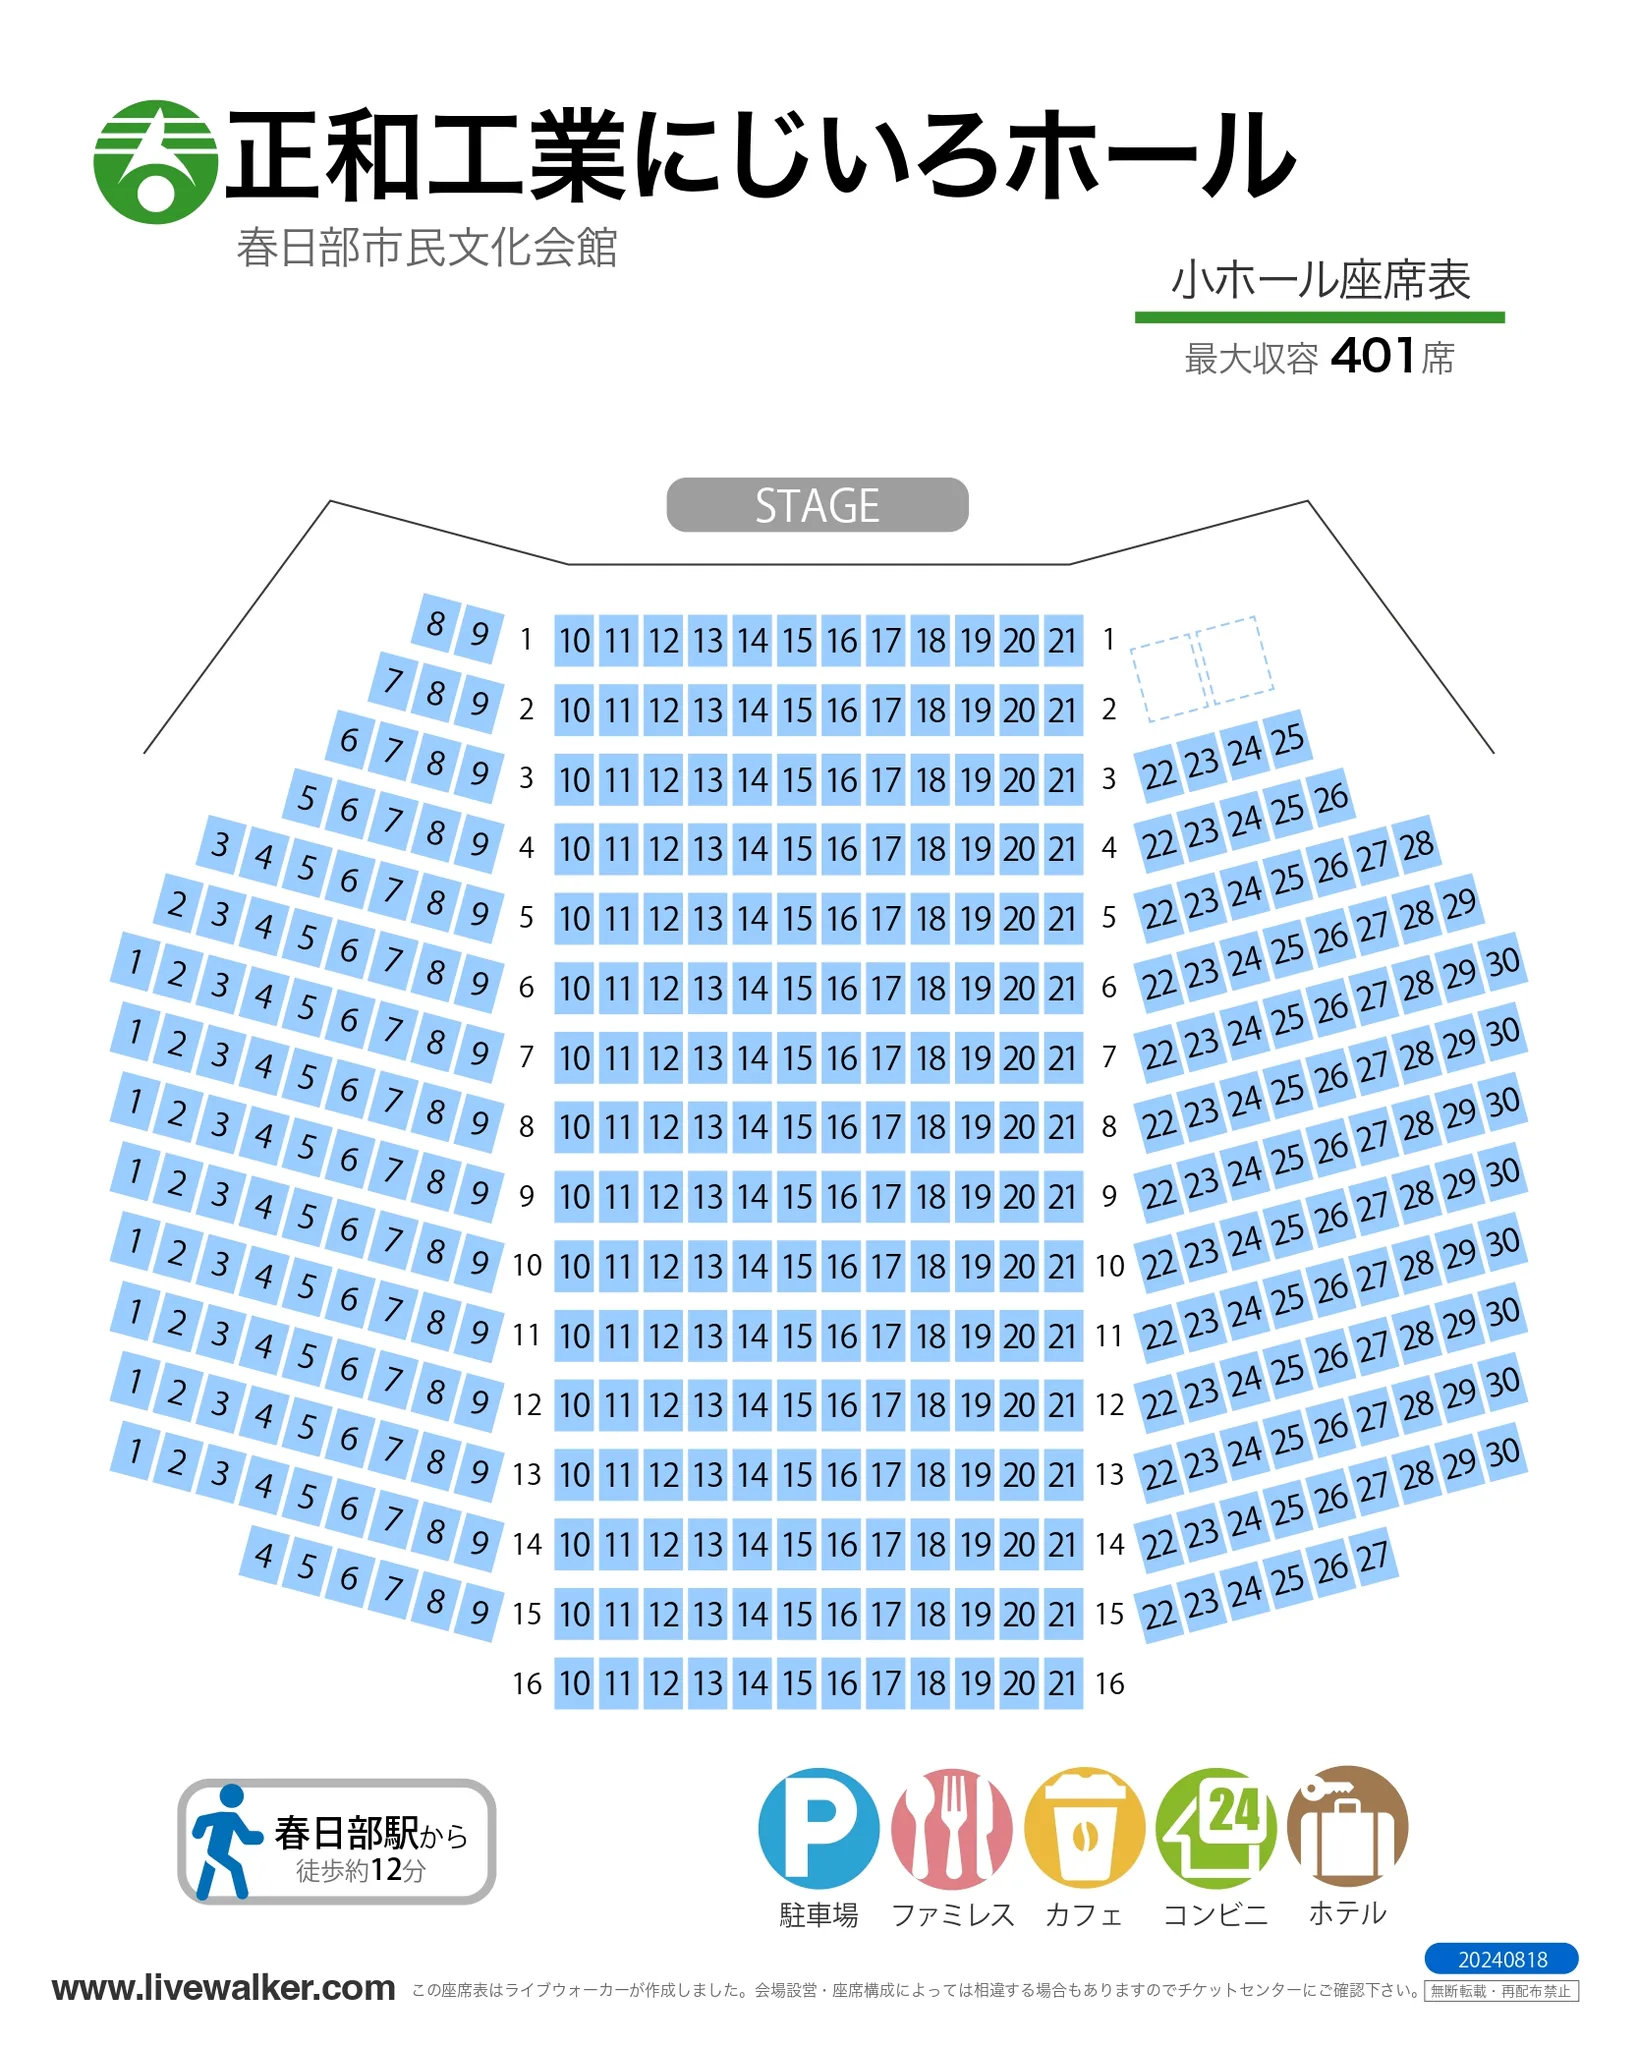 正和工業にじいろホール
春日部市民文化会館
小ホール座席表
最大収容 401席
STAGE
8 9 1 10 11 12 13 14 15 16 17 18 19 20 21 1
7 8 9 2 10 11 12 13 14 15 16 17 18 19 20 21 2
6 7 8 9 3 10 11 12 13 14 15 16 17 18 19 20 21 3 22 23 24 25
5 6 7 8 9 4 10 11 12 13 14 15 16 17 18 19 20 21 4 22 23 24 25 26
3 4 5 6 7 8 9 5 10 11 12 13 14 15 16 17 18 19 20 21 5 22 23 24 25 26 27 28
2 3 4 5 6 7 8 9 6 10 11 12 13 14 15 16 17 18 19 20 21 6 22 23 24 25 26 27 28 29
1 2 3 4 5 6 7 8 9 7 10 11 12 13 14 15 16 17 18 19 20 21 7 22 23 24 25 26 27 28 29 30
1 2 3 4 5 6 7 8 9 8 10 11 12 13 14 15 16 17 18 19 20 21 8 22 23 24 25 26 27 28 29 30
1 2 3 4 5 6 7 8 9 9 10 11 12 13 14 15 16 17 18 19 20 21 9 22 23 24 25 26 27 28 29 30
1 2 3 4 5 6 7 8 9 10 10 11 12 13 14 15 16 17 18 19 20 21 10 22 23 24 25 26 27 28 29 30
1 2 3 4 5 6 7 8 9 11 10 11 12 13 14 15 16 17 18 19 20 21 11 22 23 24 25 26 27 28 29 30
1 2 3 4 5 6 7 8 9 12 10 11 12 13 14 15 16 17 18 19 20 21 12 22 23 24 25 26 27 28 29 30
1 2 3 4 5 6 7 8 9 13 10 11 12 13 14 15 16 17 18 19 20 21 13 22 23 24 25 26 27 28 29 30
1 2 3 4 5 6 7 8 9 14 10 11 12 13 14 15 16 17 18 19 20 21 14 22 23 24 25 26 27 28 29 30
4 5 6 7 8 9 15 10 11 12 13 14 15 16 17 18 19 20 21 15 22 23 24 25 26 27
16 10 11 12 13 14 15 16 17 18 19 20 21 16
春日部駅から
徒歩約12分
P
24
駐車場 ファミレス カフェ コンビニ ホテル
20240818
www.livewalker.com この座席表はライブウォーカーが作成しました。会場設営・座席構成によっては相違する場合もありますのでチケットセンターにご確認下さい。 無断転載・再配布禁止